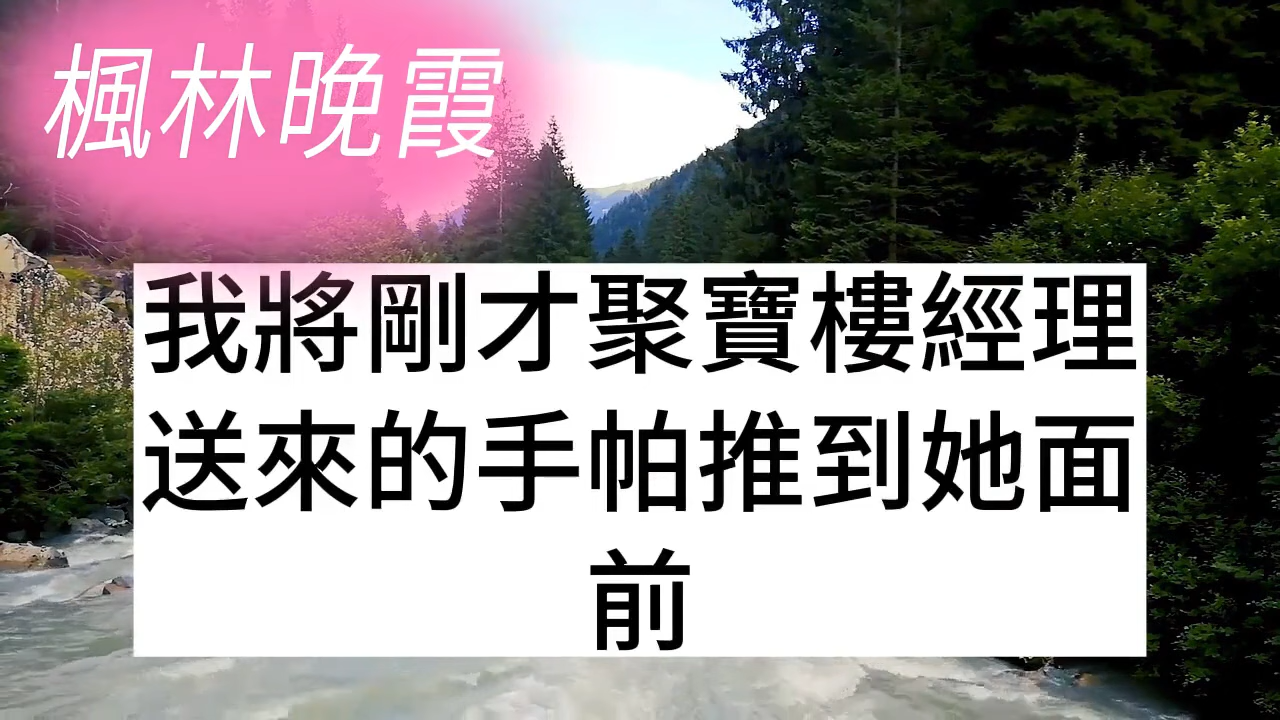 楓林晚霞
我將剛才聚寶樓經理
送來的手帕推到她面
前